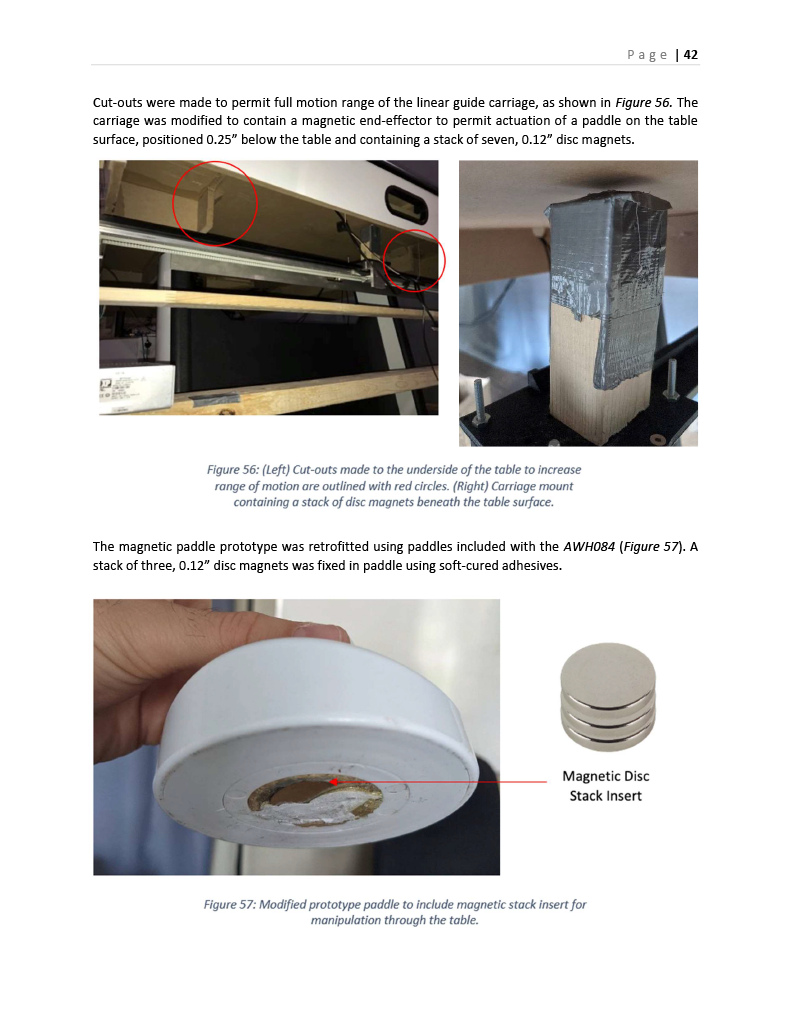 Page | 42
Cut-outs were made to permit full motion range of the linear guide carriage, as shown in Figure 56. The
carriage was modified to contain a magnetic end-effector to permit actuation of a paddle on the table
surface, positioned 0.25” below the table and containing a stack of seven, 0.12” disc magnets.
Figure 56: (Left) Cut-outs made to the underside of the table to increase
range of motion are outlined with red circles. (Right) Carriage mount
containing a stack of disc magnets beneath the table surface.
The magnetic paddle prototype was retrofitted using paddles included with the AWH084 (Figure 57). A
stack of three, 0.12” disc magnets was fixed in paddle using soft-cured adhesives.
Magnetic Disc
Stack Insert
Figure 57: Modified prototype paddle to include magnetic stack insert for
manipulation through the table.